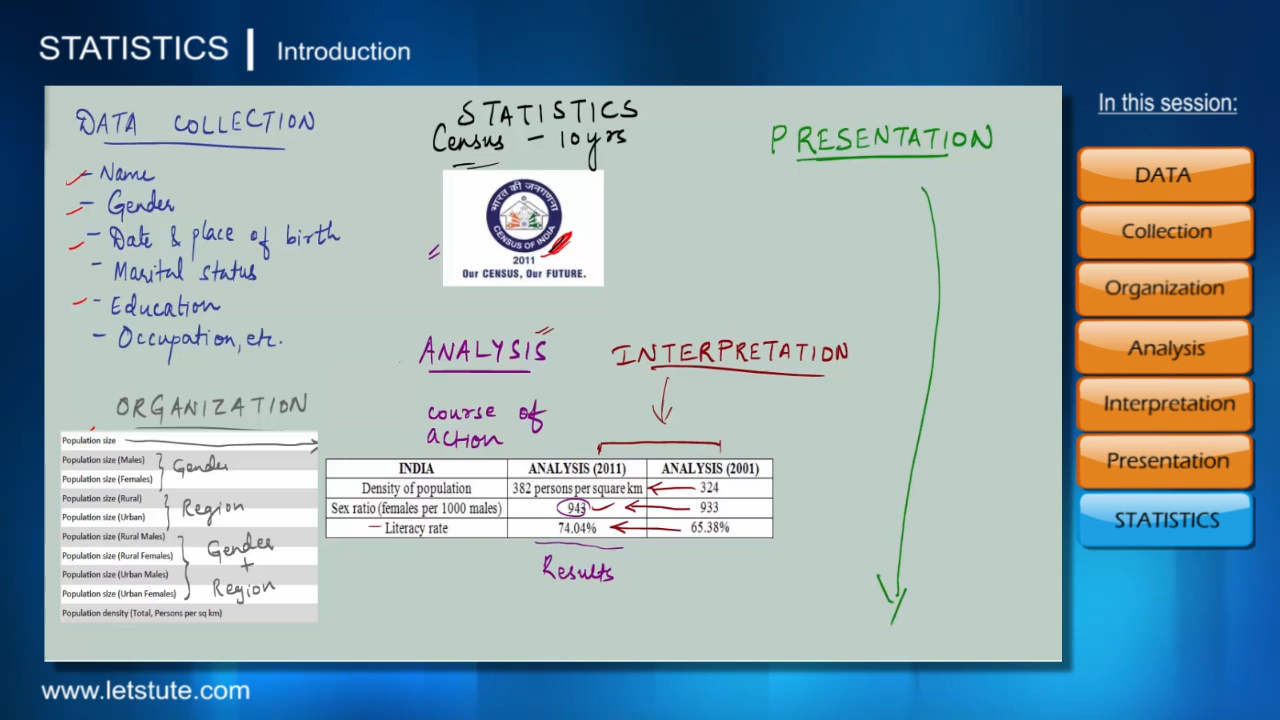 STATISTICS | Introduction
DATA COLLECTION
- Name
- Gender
- Date & place of birth
- Marital status
- Education
- Occupation, etc.
ORGANIZATION
Population size
Population size (Males)
Population size (Females)
Gender
Population size (Rural)
Population size (Urban)
Region
Population size (Rural Males)
Population size (Rural Females)
Population size (Urban Males)
Population size (Urban Females)
Gender
+
Region
Population density (Total, Persons per sq km)
STATISTICS
Census - 10 yrs
भारत की जनगणना
CENSUS OF INDIA
2011
Our CENSUS, Our FUTURE.
ANALYSIS
course of
action
INTERPRETATION
INDIA ANALYSIS (2011) ANALYSIS (2001)
Density of population 382 persons per square km 324
Sex ratio (females per 1000 males) 943 933
Literacy rate 74.04% 65.38%
Results
PRESENTATION
In this session:
DATA
Collection
Organization
Analysis
Interpretation
Presentation
STATISTICS
www.letstute.com